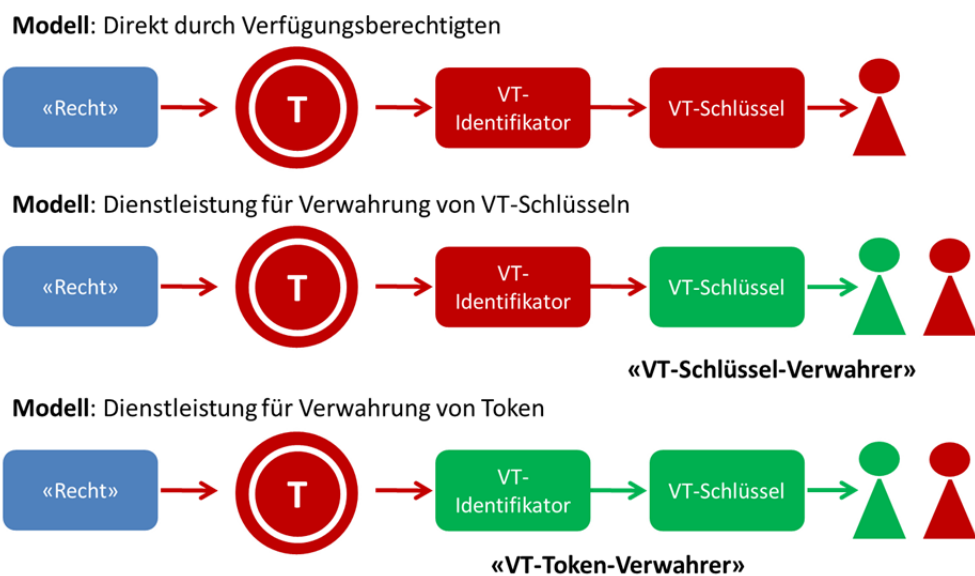 Modell: Direkt durch Verfügungsberechtigten
«Recht»
T
VT-
Identifikator
VT-Schlüssel
Modell: Dienstleistung für Verwahrung von VT-Schlüsseln
«Recht»
T
VT-
Identifikator
VT-Schlüssel
«VT-Schlüssel-Verwahrer»
Modell: Dienstleistung für Verwahrung von Token
«Recht»
T
VT-
Identifikator
VT-Schlüssel
«VT-Token-Verwahrer»